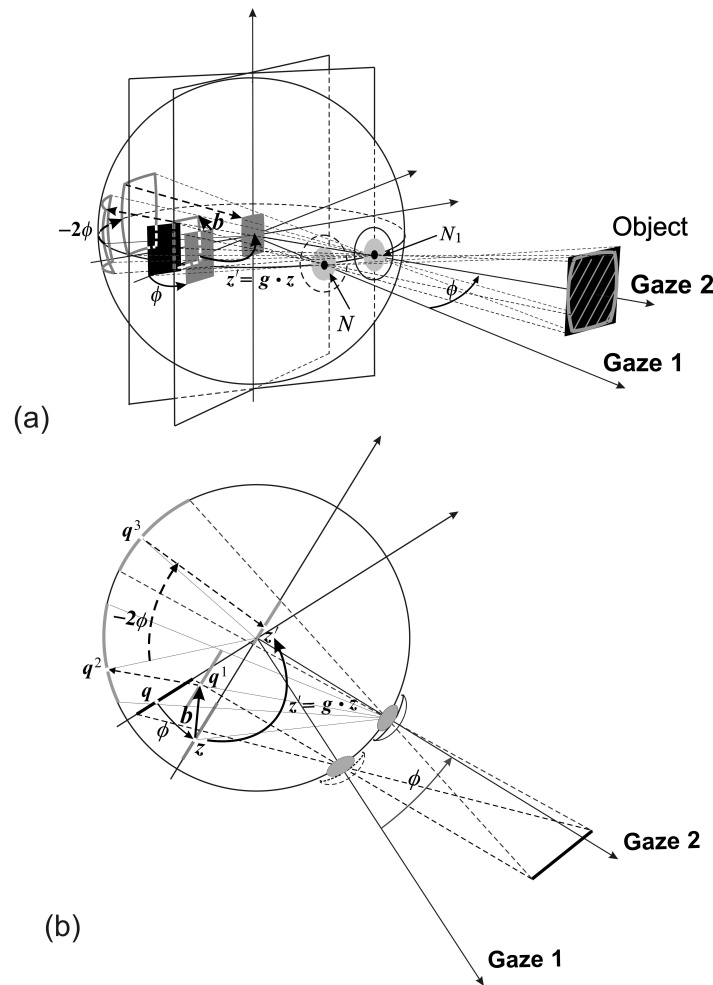 Object
N₁
b
-2ϕ
ϕ
z' = g · z
N
ϕ
Gaze 2
Gaze 1
(a)
q³
-2ϕ
z'
q²
q
q¹
b
z' = g · z
ϕ
z
ϕ
Gaze 2
Gaze 1
(b)